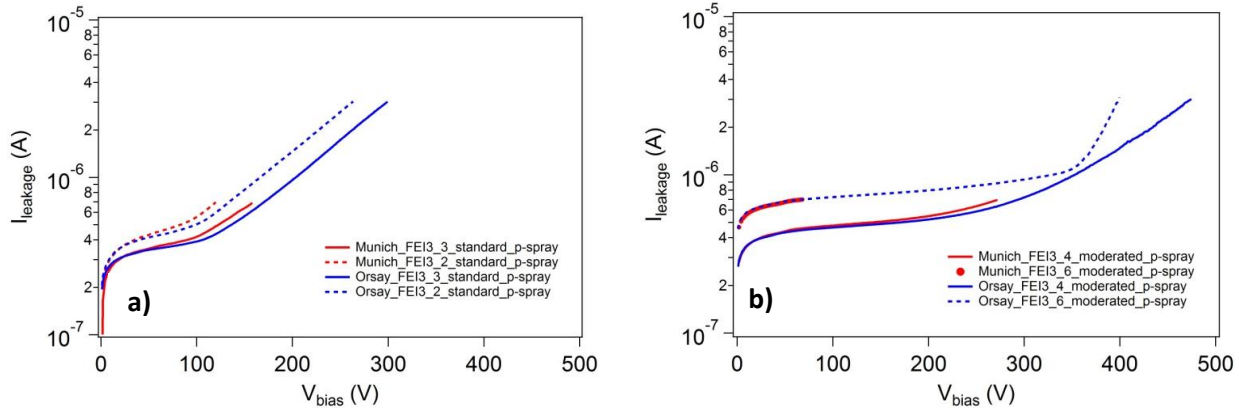 10^-5
8
6
4
2
10^-6
8
6
4
2
10^-7
I_leakage (A)
0 100 200 300 400 500
V_bias (V)
Munich_FEI3_3_standard_p-spray
Munich_FEI3_2_standard_p-spray
Orsay_FEI3_3_standard_p-spray
Orsay_FEI3_2_standard_p-spray
a)
10^-5
8
6
4
2
10^-6
8
6
4
2
10^-7
I_leakage (A)
0 100 200 300 400 500
V_bias (V)
Munich_FEI3_4_moderated_p-spray
Munich_FEI3_6_moderated_p-spray
Orsay_FEI3_4_moderated_p-spray
Orsay_FEI3_6_moderated_p-spray
b)